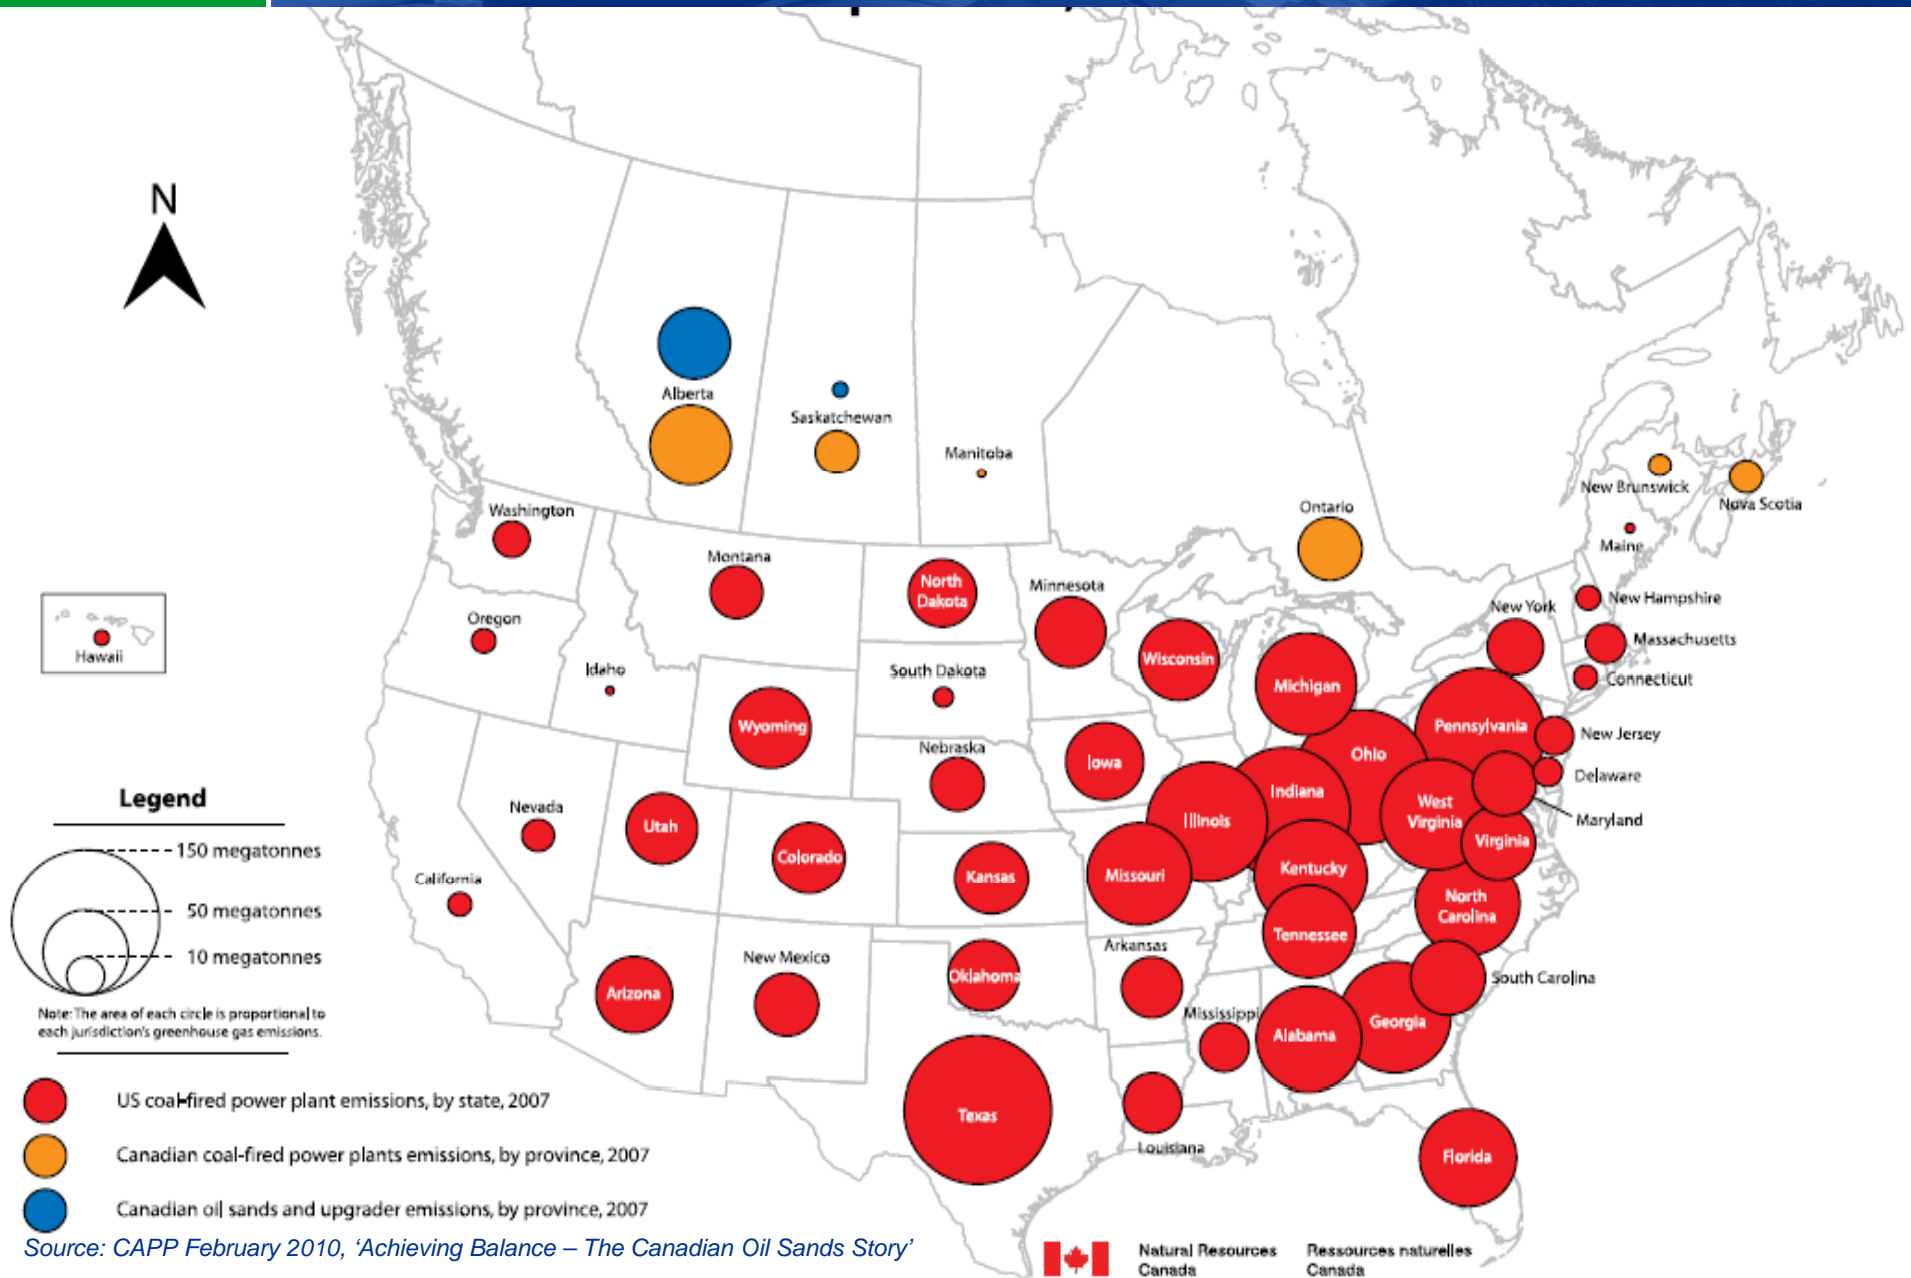 N
Alberta
Saskatchewan
Manitoba
Ontario
New Brunswick
Nova Scotia
Maine
Washington
Montana
North
Dakota
Minnesota
Oregon
Idaho
South Dakota
Wisconsin
Michigan
New York
New Hampshire
Massachusetts
Connecticut
Hawaii
Wyoming
Nebraska
Iowa
Ohio
Pennsylvania
New Jersey
Delaware
Maryland
Indiana
Illinois
West
Virginia
Virginia
Nevada
Utah
Colorado
Kansas
Missouri
Kentucky
California
North
Carolina
Tennessee
Arizona
New Mexico
Oklahoma
Arkansas
South Carolina
Mississippi
Alabama
Georgia
Texas
Louisiana
Florida
Legend
150 megatonnes
50 megatonnes
10 megatonnes
Note: The area of each circle is proportional to
each jurisdiction's greenhouse gas emissions.
US coal-fired power plant emissions, by state, 2007
Canadian coal-fired power plants emissions, by province, 2007
Canadian oil sands and upgrader emissions, by province, 2007
Source: CAPP February 2010, ‘Achieving Balance – The Canadian Oil Sands Story’
Natural Resources
Canada
Ressources naturelles
Canada